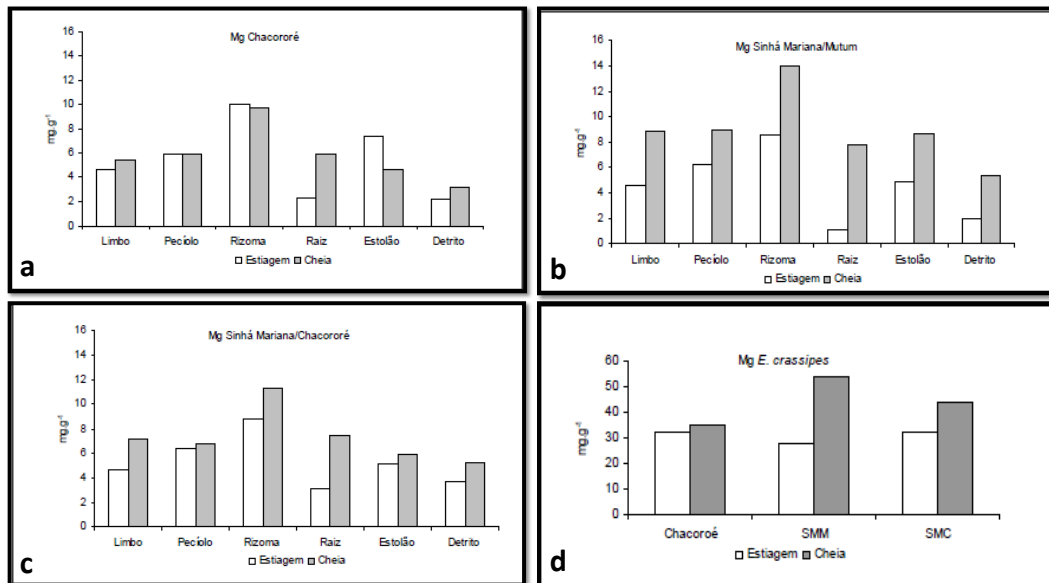 Mg Chacororé
16
14
12
10
8
6
4
2
0
mg.g⁻¹
Limbo Pecíolo Rizoma Raiz Estolão Detrito
Estiagem Cheia
a
Mg Sinhá Mariana/Mutum
16
14
12
10
8
6
4
2
0
mg.g⁻¹
Limbo Pecíolo Rizoma Raiz Estolão Detrito
Estiagem Cheia
b
Mg Sinhá Mariana/Chacororé
16
14
12
10
8
6
4
2
0
mg.g⁻¹
Limbo Pecíolo Rizoma Raiz Estolão Detrito
Estiagem Cheia
c
Mg E. crassipes
60
50
40
30
20
10
0
mg.g⁻¹
Chacoroé SMM SMC
Estiagem Cheia
d